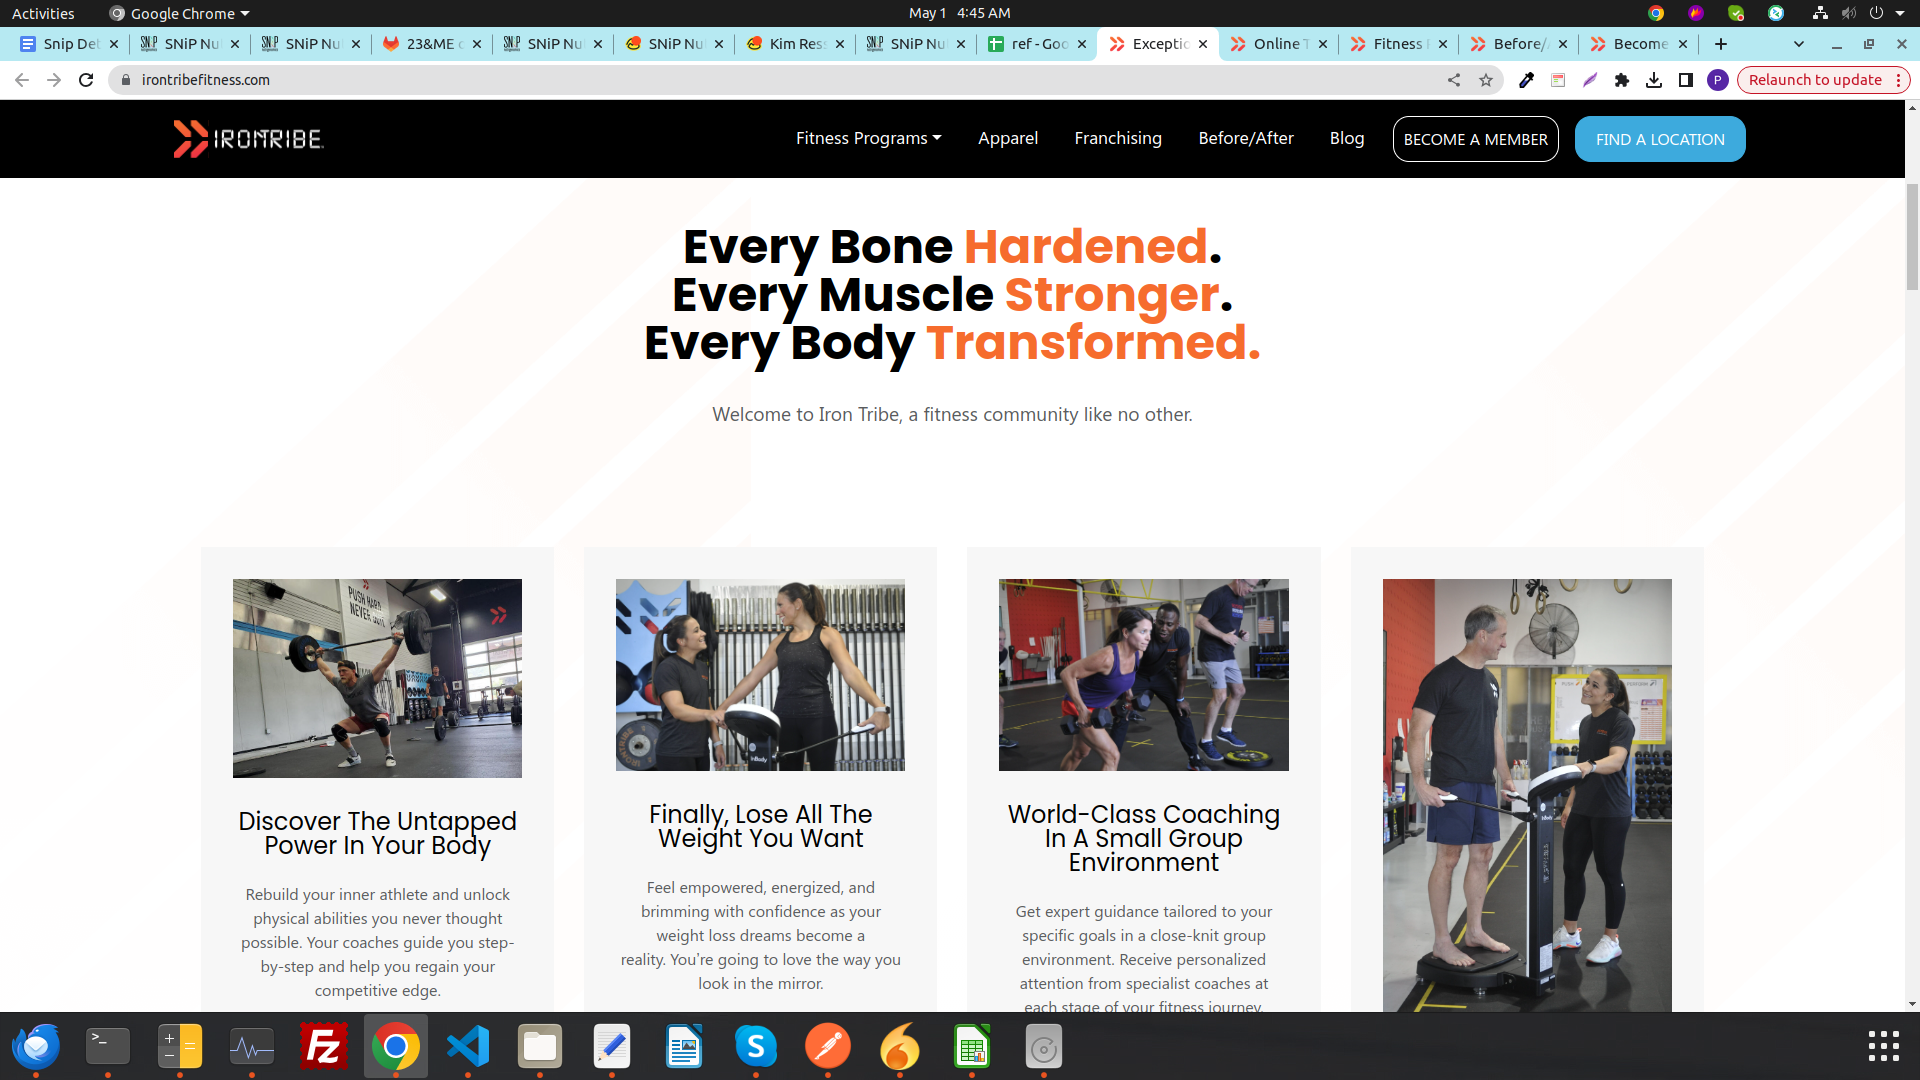 Activities
Google Chrome
May 1 4:45 AM
Snip De
SNiP Nu
SNiP Nu
23&ME
SNiP Nu
SNiP Nu
Kim Res
SNiP Nu
ref - Goo
Exceptio
Online T
Fitness
Before/
Become
irontribefitness.com
P
Relaunch to update
IRONTRIBE
Fitness Programs
Apparel
Franchising
Before/After
Blog
BECOME A MEMBER
FIND A LOCATION
Every Bone Hardened.
Every Muscle Stronger.
Every Body Transformed.
Welcome to Iron Tribe, a fitness community like no other.
PUSH HARD
NEVER QUIT
InBody
IRONTRIBE
Discover The Untapped
Power In Your Body
Rebuild your inner athlete and unlock
physical abilities you never thought
possible. Your coaches guide you step-
by-step and help you regain your
competitive edge.
Finally, Lose All The
Weight You Want
Feel empowered, energized, and
brimming with confidence as your
weight loss dreams become a
reality. You're going to love the way you
look in the mirror.
World-Class Coaching
In A Small Group
Environment
Get expert guidance tailored to your
specific goals in a close-knit group
environment. Receive personalized
attention from specialist coaches at
each stage of your fitness journey.